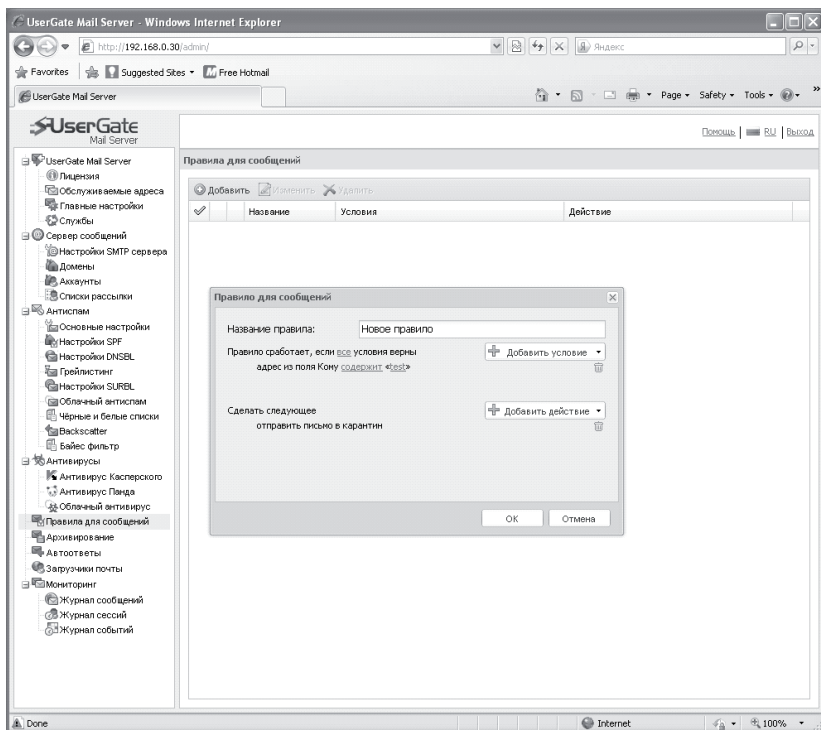 UserGate Mail Server - Windows Internet Explorer
http://192.168.0.30/admin/
Яндекс
Favorites Suggested Sites Free Hotmail
UserGate Mail Server
Page Safety Tools »
UserGate
Mail Server
Помощь | RU | Выход
UserGate Mail Server
Лицензия
Обслуживаемые адреса
Главные настройки
Службы
Сервер сообщений
Настройки SMTP сервера
Домены
Аккаунты
Списки рассылки
Антиспам
Основные настройки
Настройки SPF
Настройки DNSBL
Грейлистинг
Настройки SURBL
Облачный антиспам
Чёрные и белые списки
Backscatter
Байес фильтр
Антивирусы
Антивирус Касперского
Антивирус Панда
Облачный антивирус
Правила для сообщений
Архивирование
Автоответы
Загрузчики почты
Мониторинг
Журнал сообщений
Журнал сессий
Журнал событий
Правила для сообщений
Добавить Изменить Удалить
Название Условия Действие
Правило для сообщений
Название правила: Новое правило
Правило сработает, если все условия верны Добавить условие
адрес из поля Кому содержит «test»
Сделать следующее Добавить действие
отправить письмо в карантин
ОК Отмена
Done Internet 100%